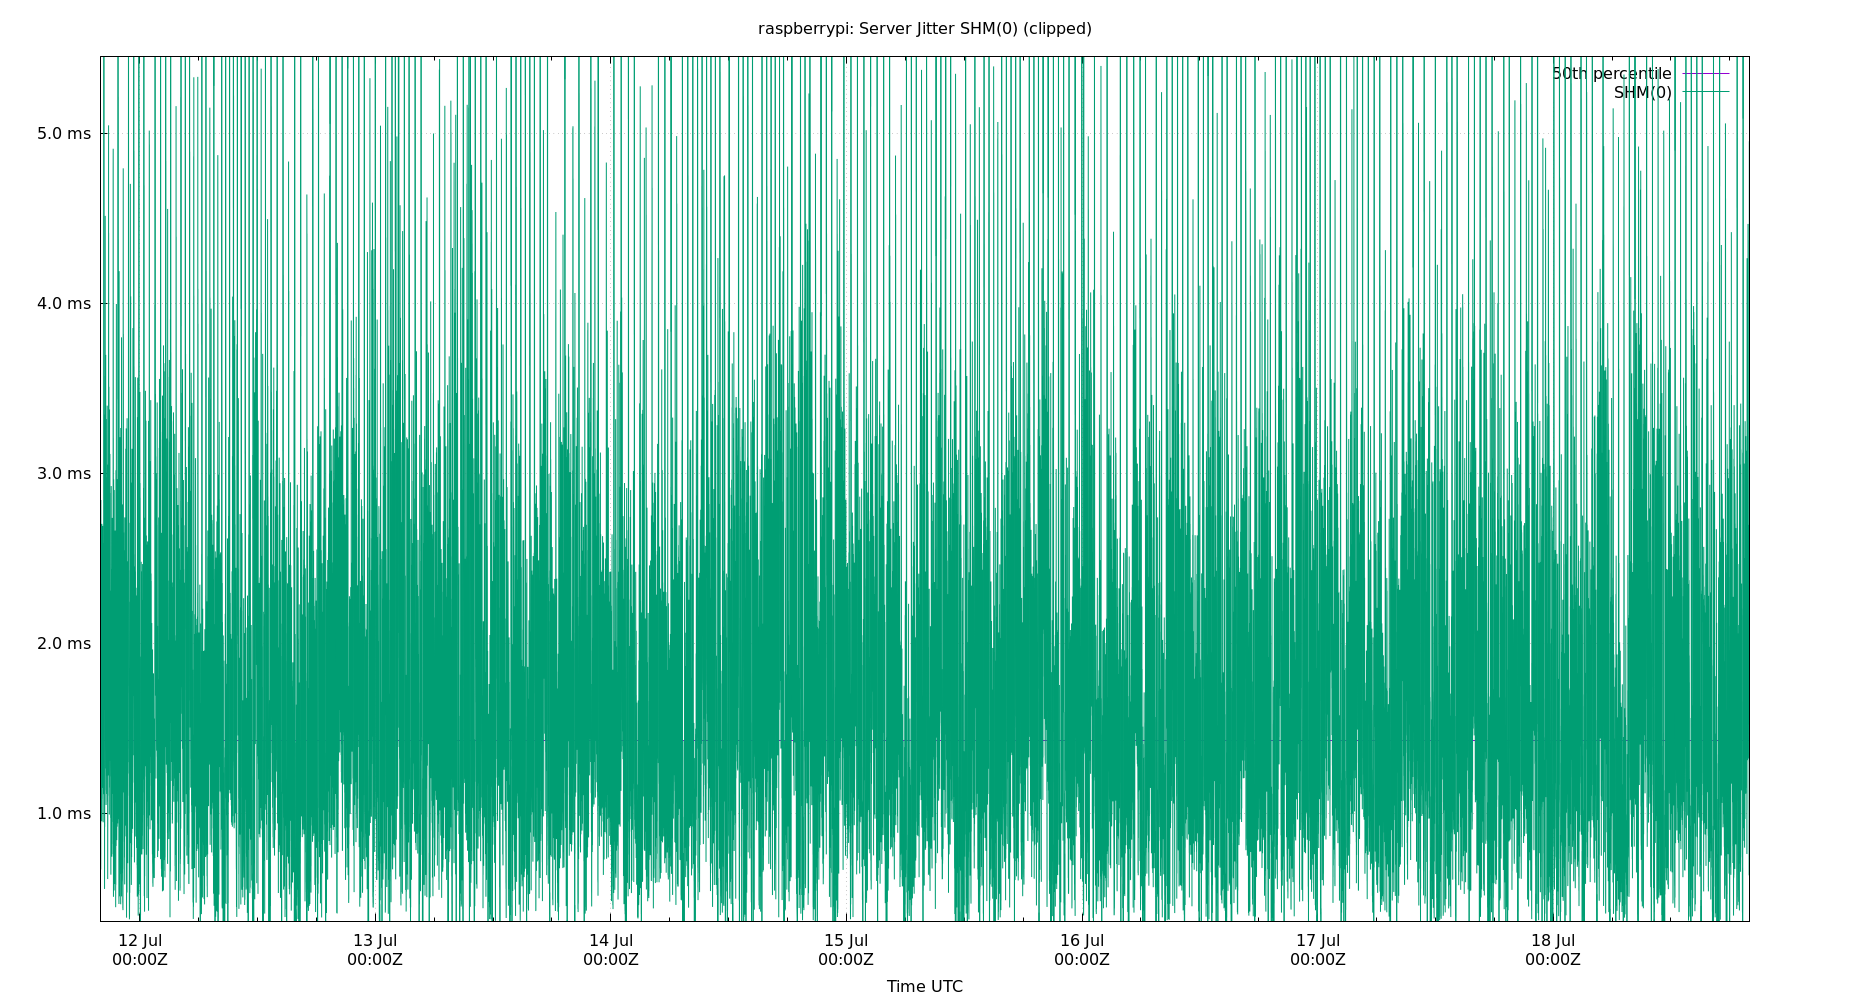 raspberrypi: Server Jitter SHM(0) (clipped)
50th percentile
SHM(0)
5.0 ms
4.0 ms
3.0 ms
2.0 ms
1.0 ms
12 Jul 13 Jul 14 Jul 15 Jul 16 Jul 17 Jul 18 Jul
00:00Z 00:00Z 00:00Z 00:00Z 00:00Z 00:00Z 00:00Z
Time UTC